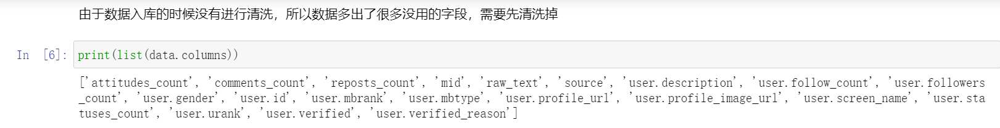 由于数据入库的时候没有进行清洗，所以数据多出了很多没用的字段，需要先清洗掉
In [6]: print(list(data.columns))
['attitudes_count', 'comments_count', 'reposts_count', 'mid', 'raw_text', 'source', 'user.description', 'user.follow_count', 'user.followers
_count', 'user.gender', 'user.id', 'user.mbrank', 'user.mbtype', 'user.profile_url', 'user.profile_image_url', 'user.screen_name', 'user.sta
tuses_count', 'user.urank', 'user.verified', 'user.verified_reason']